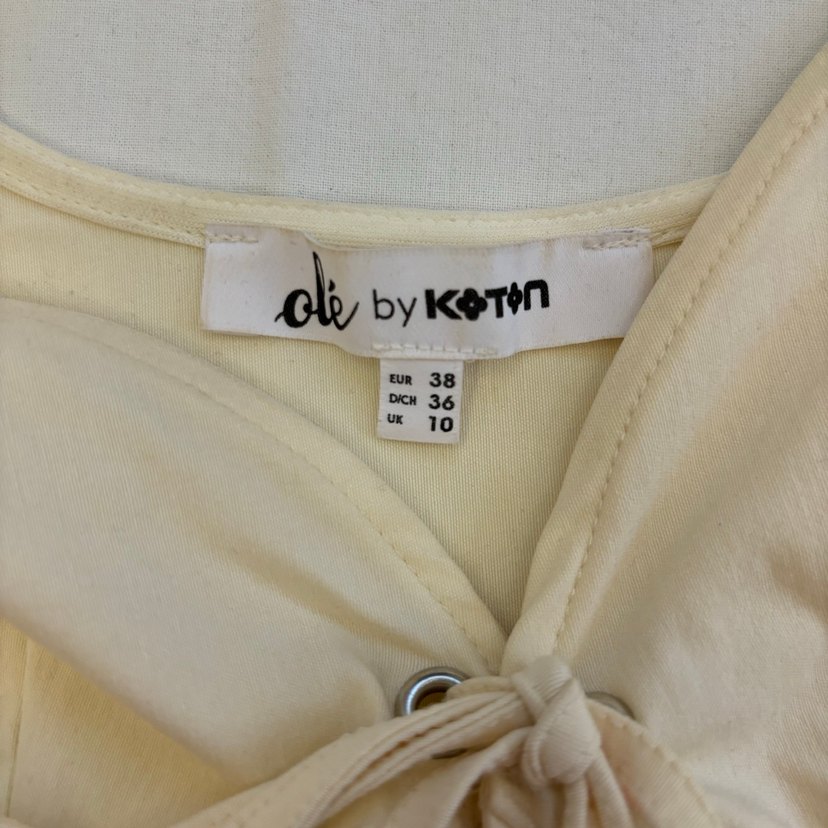 olé by KOTON
EUR 38
D/CH 36
UK 10